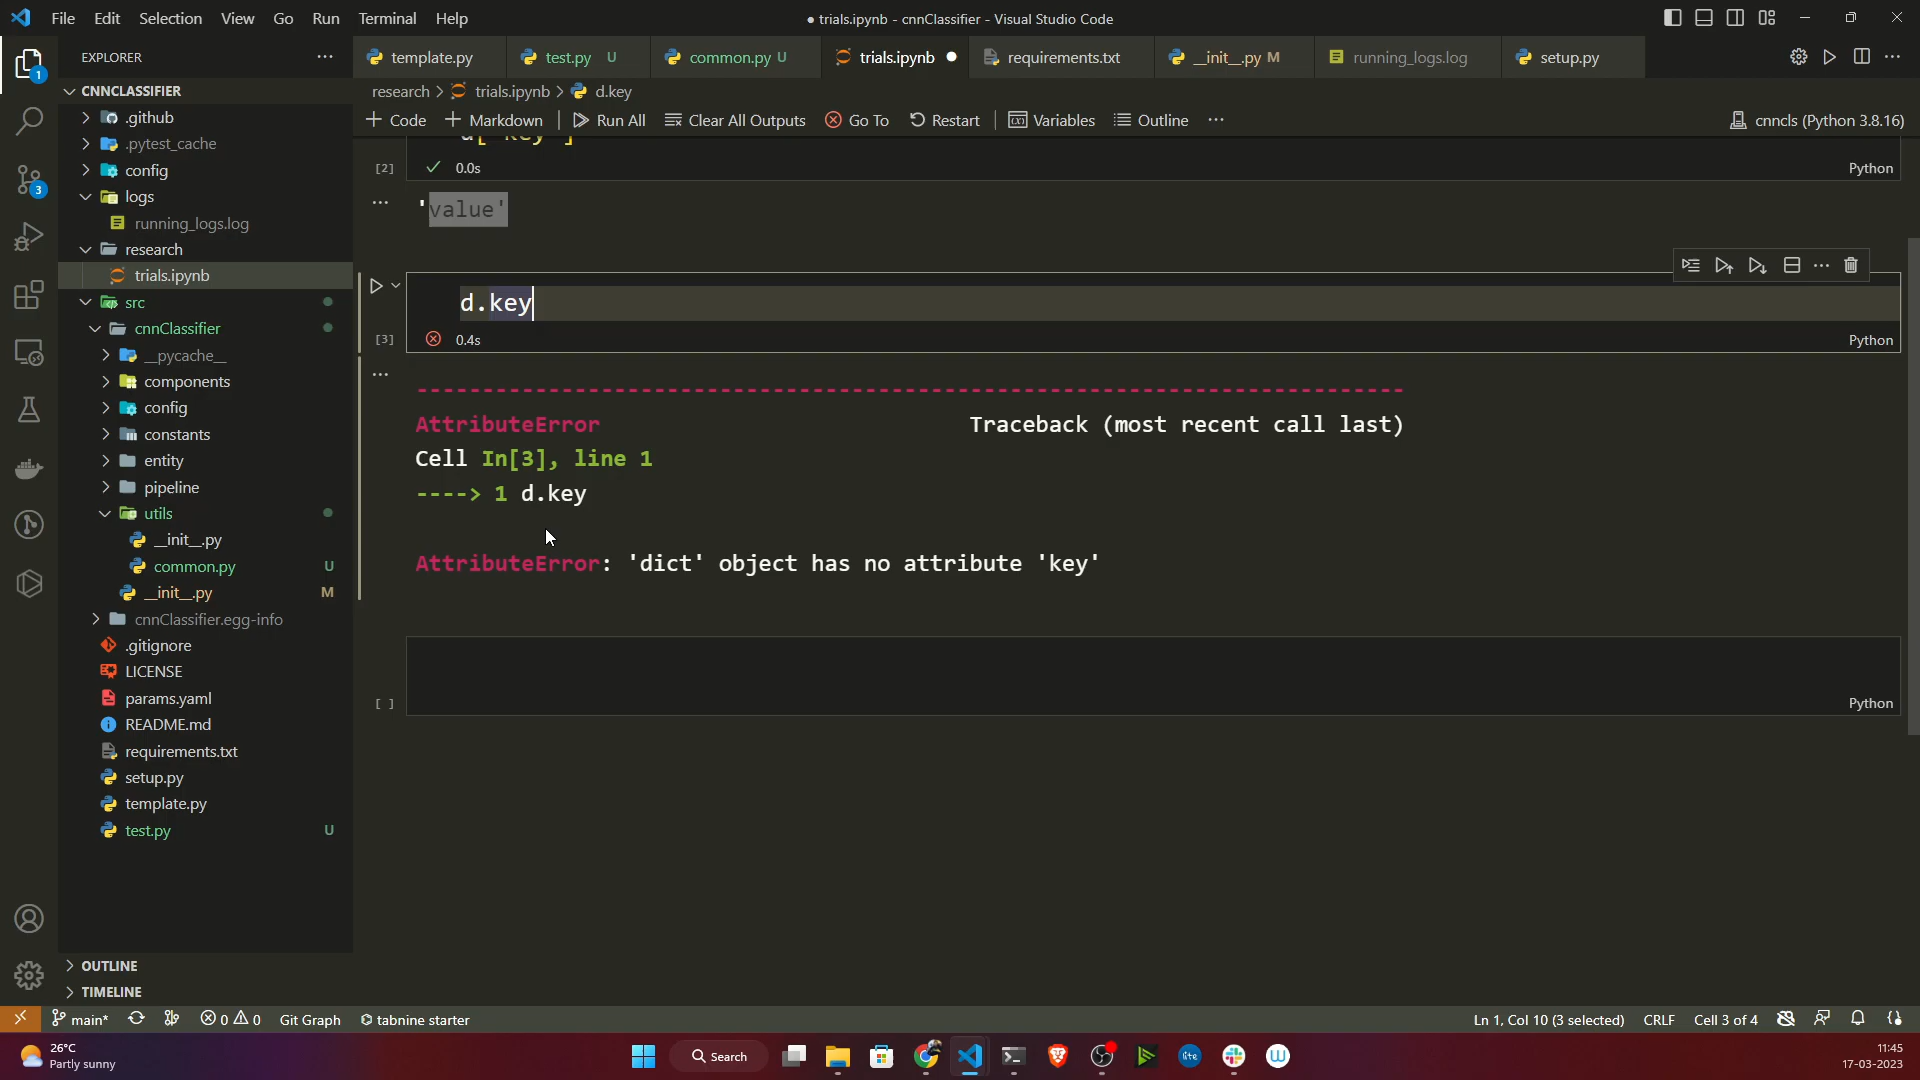 File Edit Selection View Go Run Terminal Help
● trials.ipynb - cnnClassifier - Visual Studio Code
EXPLORER
template.py
test.py U
common.py U
trials.ipynb ●
requirements.txt
__init__.py M
running_logs.log
setup.py
CNNCLASSIFIER
research > trials.ipynb > d.key
+ Code + Markdown Run All Clear All Outputs Go To Restart Variables Outline ...
cnncls (Python 3.8.16)
.github
.pytest_cache
config
logs
running_logs.log
research
trials.ipynb
src
cnnClassifier
__pycache__
components
config
constants
entity
pipeline
utils
__init__.py
common.py U
__init__.py M
cnnClassifier.egg-info
.gitignore
LICENSE
params.yaml
README.md
requirements.txt
setup.py
template.py
test.py U
OUTLINE
TIMELINE
[2] 0.0s Python
'value'
d.key
[3] 0.4s Python
---------------------------------------------------------------------------
AttributeError Traceback (most recent call last)
Cell In[3], line 1
----> 1 d.key
AttributeError: 'dict' object has no attribute 'key'
[ ] Python
main* 0 0 Git Graph tabnine starter
Ln 1, Col 10 (3 selected) CRLF Cell 3 of 4
26°C
Partly sunny
Search
lite
11:45
17-03-2023